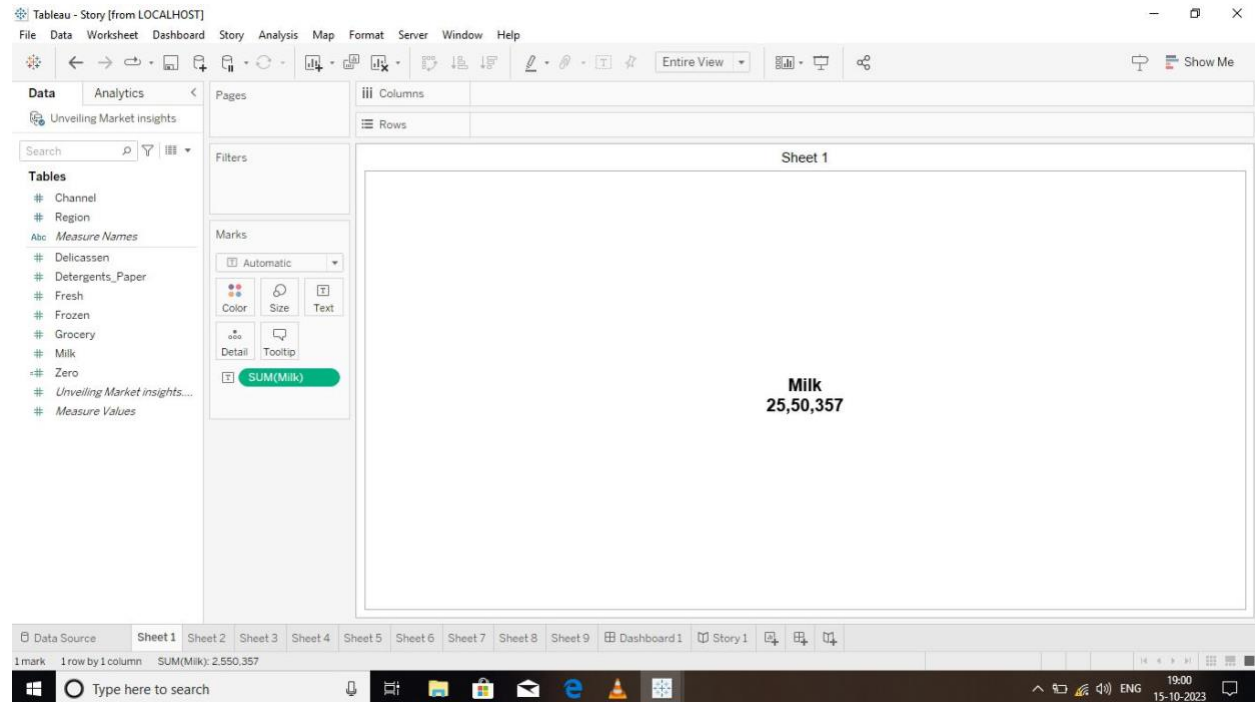 Tableau - Story [from LOCALHOST]
File Data Worksheet Dashboard Story Analysis Map Format Server Window Help
Entire View
Show Me
Data Analytics
Unveiling Market insights
Search
Tables
# Channel
# Region
Abc Measure Names
# Delicassen
# Detergents_Paper
# Fresh
# Frozen
# Grocery
# Milk
=# Zero
# Unveiling Market insights....
# Measure Values
Pages
Filters
Marks
Automatic
Color Size Text
Detail Tooltip
SUM(Milk)
iii Columns
Rows
Sheet 1
Milk
25,50,357
Data Source Sheet 1 Sheet 2 Sheet 3 Sheet 4 Sheet 5 Sheet 6 Sheet 7 Sheet 8 Sheet 9 Dashboard 1 Story 1
1 mark 1 row by 1 column SUM(Milk): 2,550,357
Type here to search
ENG
19:00
15-10-2023